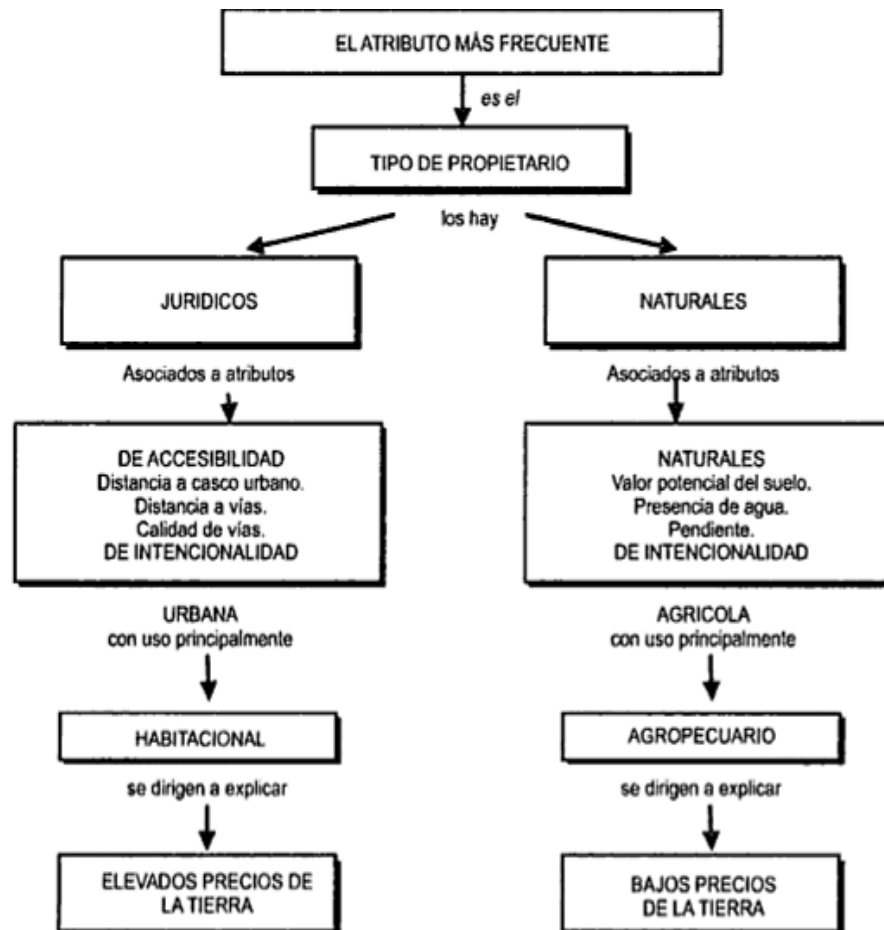 EL ATRIBUTO MÁS FRECUENTE
es el
TIPO DE PROPIETARIO
los hay
JURIDICOS
Asociados a atributos
DE ACCESIBILIDAD
Distancia a casco urbano.
Distancia a vías.
Calidad de vías.
DE INTENCIONALIDAD
URBANA
con uso principalmente
HABITACIONAL
se dirigen a explicar
ELEVADOS PRECIOS DE
LA TIERRA
NATURALES
Asociados a atributos
NATURALES
Valor potencial del suelo.
Presencia de agua.
Pendiente.
DE INTENCIONALIDAD
AGRICOLA
con uso principalmente
AGROPECUARIO
se dirigen a explicar
BAJOS PRECIOS
DE LA TIERRA